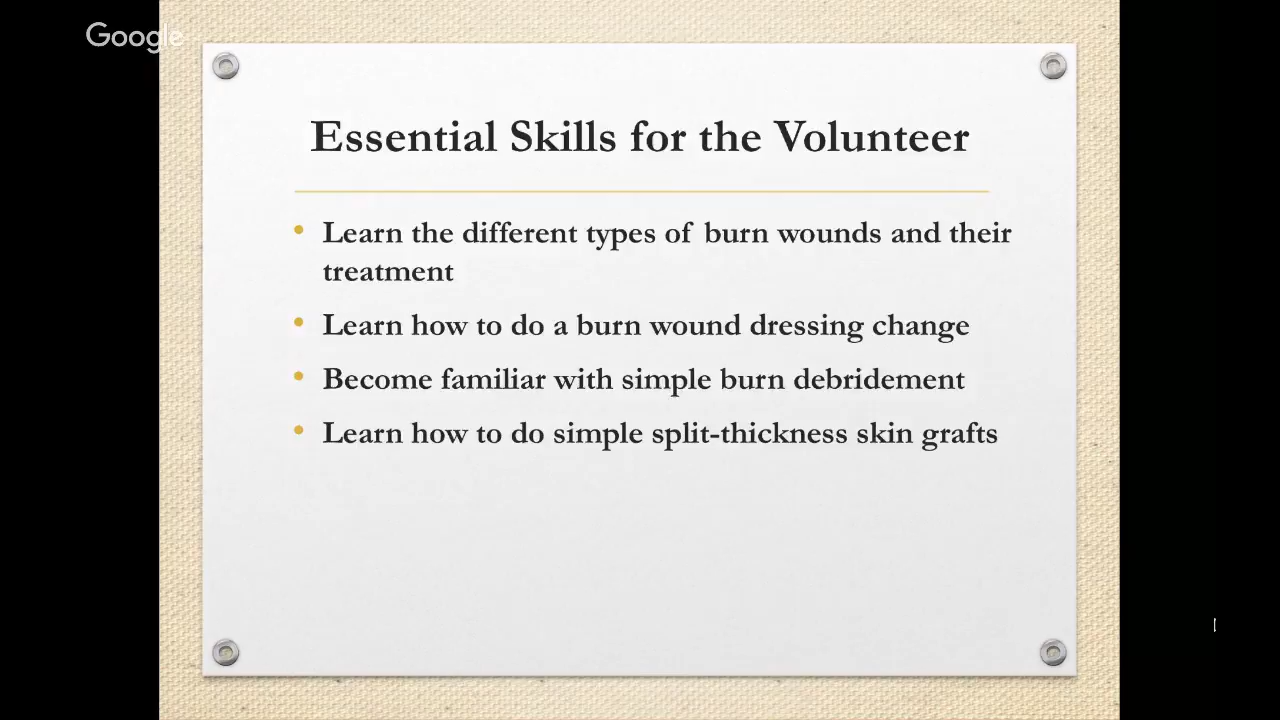 Google
Essential Skills for the Volunteer
• Learn the different types of burn wounds and their
treatment
• Learn how to do a burn wound dressing change
• Become familiar with simple burn debridement
• Learn how to do simple split-thickness skin grafts